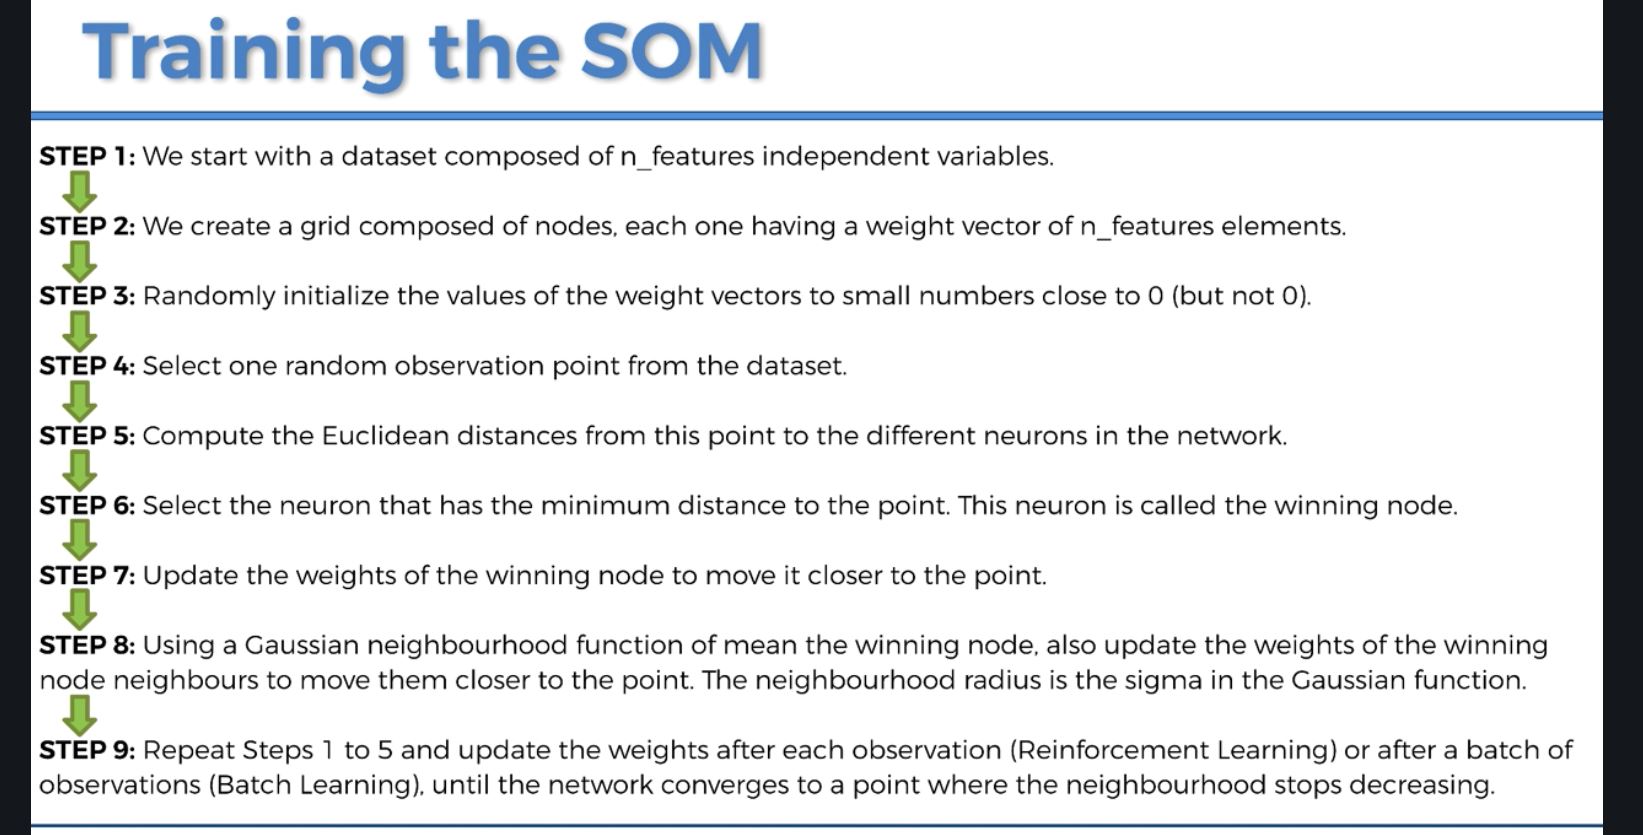 Training the SOM
STEP 1: We start with a dataset composed of n_features independent variables.
STEP 2: We create a grid composed of nodes, each one having a weight vector of n_features elements.
STEP 3: Randomly initialize the values of the weight vectors to small numbers close to 0 (but not 0).
STEP 4: Select one random observation point from the dataset.
STEP 5: Compute the Euclidean distances from this point to the different neurons in the network.
STEP 6: Select the neuron that has the minimum distance to the point. This neuron is called the winning node.
STEP 7: Update the weights of the winning node to move it closer to the point.
STEP 8: Using a Gaussian neighbourhood function of mean the winning node, also update the weights of the winning
node neighbours to move them closer to the point. The neighbourhood radius is the sigma in the Gaussian function.
STEP 9: Repeat Steps 1 to 5 and update the weights after each observation (Reinforcement Learning) or after a batch of
observations (Batch Learning), until the network converges to a point where the neighbourhood stops decreasing.